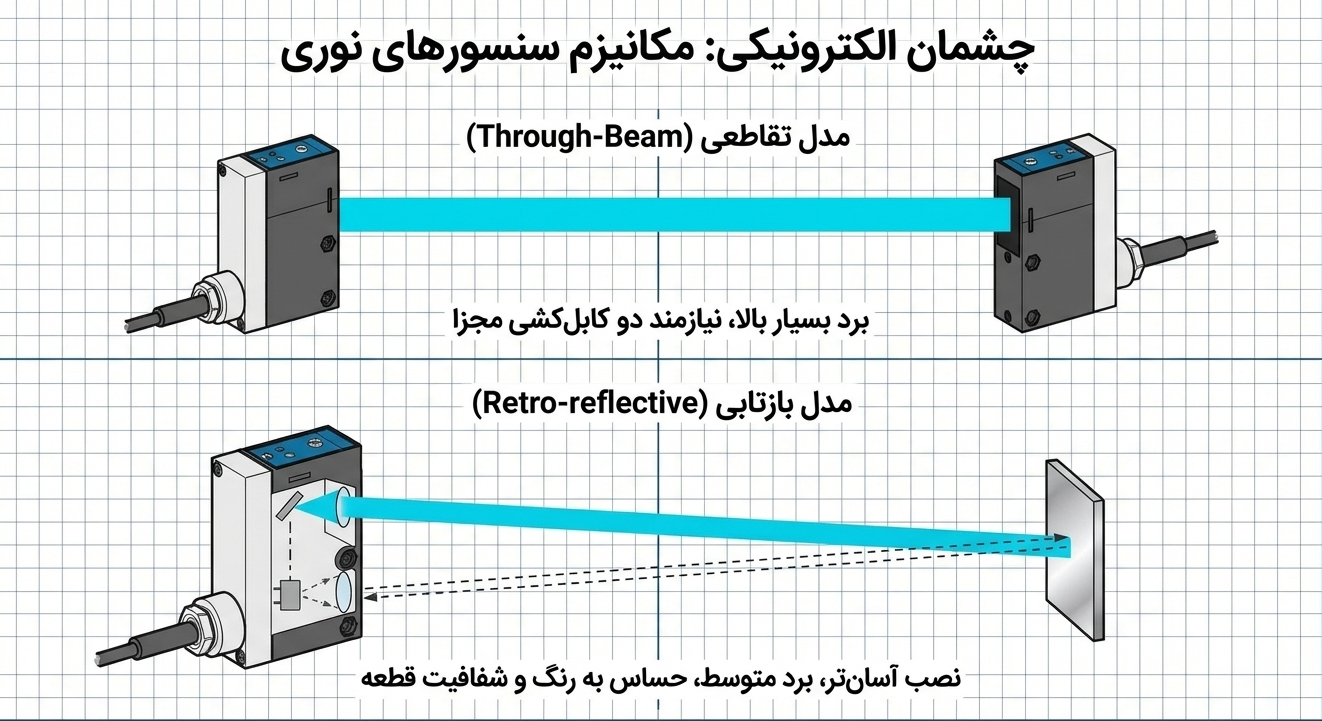 چشمان الکترونیکی: مکانیزم سنسورهای نوری
مدل تقاطعی (Through-Beam)
برد بسیار بالا، نیازمند دو کابل‌کشی مجزا
مدل بازتابی (Retro-reflective)
نصب آسان‌تر، برد متوسط، حساس به رنگ و شفافیت قطعه